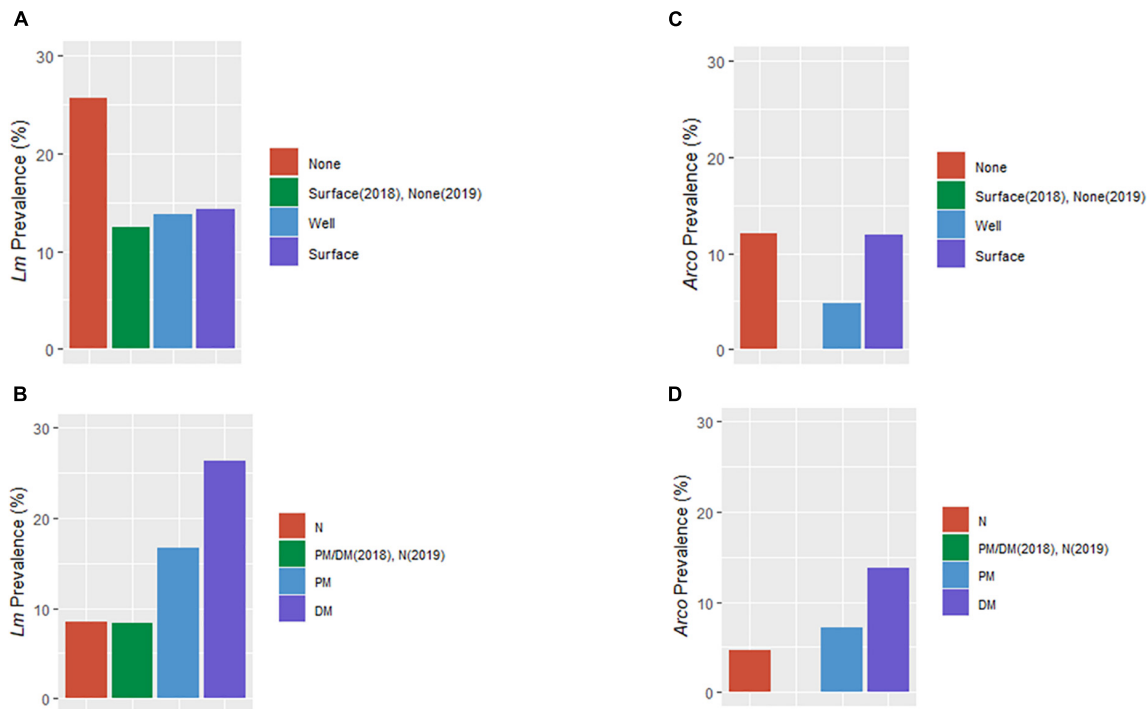 A
Lm Prevalence (%)
30
20
10
0
None
Surface(2018), None(2019)
Well
Surface
C
Arco Prevalence (%)
30
20
10
0
None
Surface(2018), None(2019)
Well
Surface
B
Lm Prevalence (%)
30
20
10
0
N
PM/DM(2018), N(2019)
PM
DM
D
Arco Prevalence (%)
30
20
10
0
N
PM/DM(2018), N(2019)
PM
DM